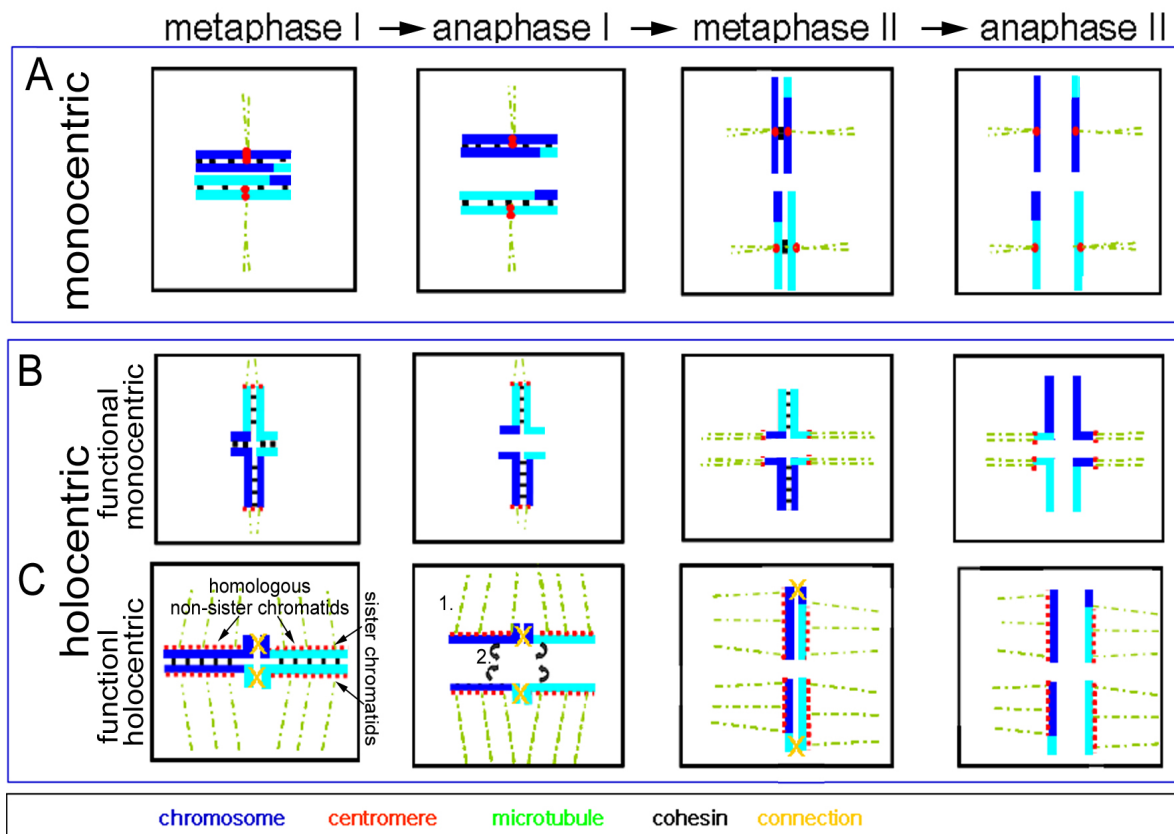 metaphase I → anaphase I → metaphase II → anaphase II
A
monocentric
holocentric
B
functional
monocentric
C
functionl
holocentric
homologous
non-sister chromatids
sister chromatids
X
X
1.
2.
X
X
X
X
chromosome centromere microtubule cohesin connection